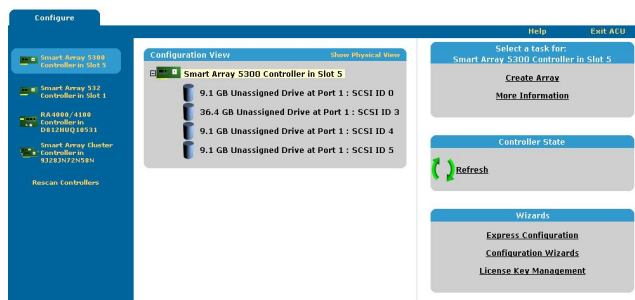 Configure
Help Exit ACU
Smart Array 5300
Controller in Slot 5
Smart Array 532
Controller in Slot 1
RA4000/4100
Controller in
D012HUQ10531
Smart Array Cluster
Controller in
93283N72N58N
Rescan Controllers
Configuration View Show Physical View
Smart Array 5300 Controller in Slot 5
9.1 GB Unassigned Drive at Port 1 : SCSI ID 0
36.4 GB Unassigned Drive at Port 1 : SCSI ID 3
9.1 GB Unassigned Drive at Port 1 : SCSI ID 4
9.1 GB Unassigned Drive at Port 1 : SCSI ID 5
Select a task for:
Smart Array 5300 Controller in Slot 5
Create Array
More Information
Controller State
Refresh
Wizards
Express Configuration
Configuration Wizards
License Key Management